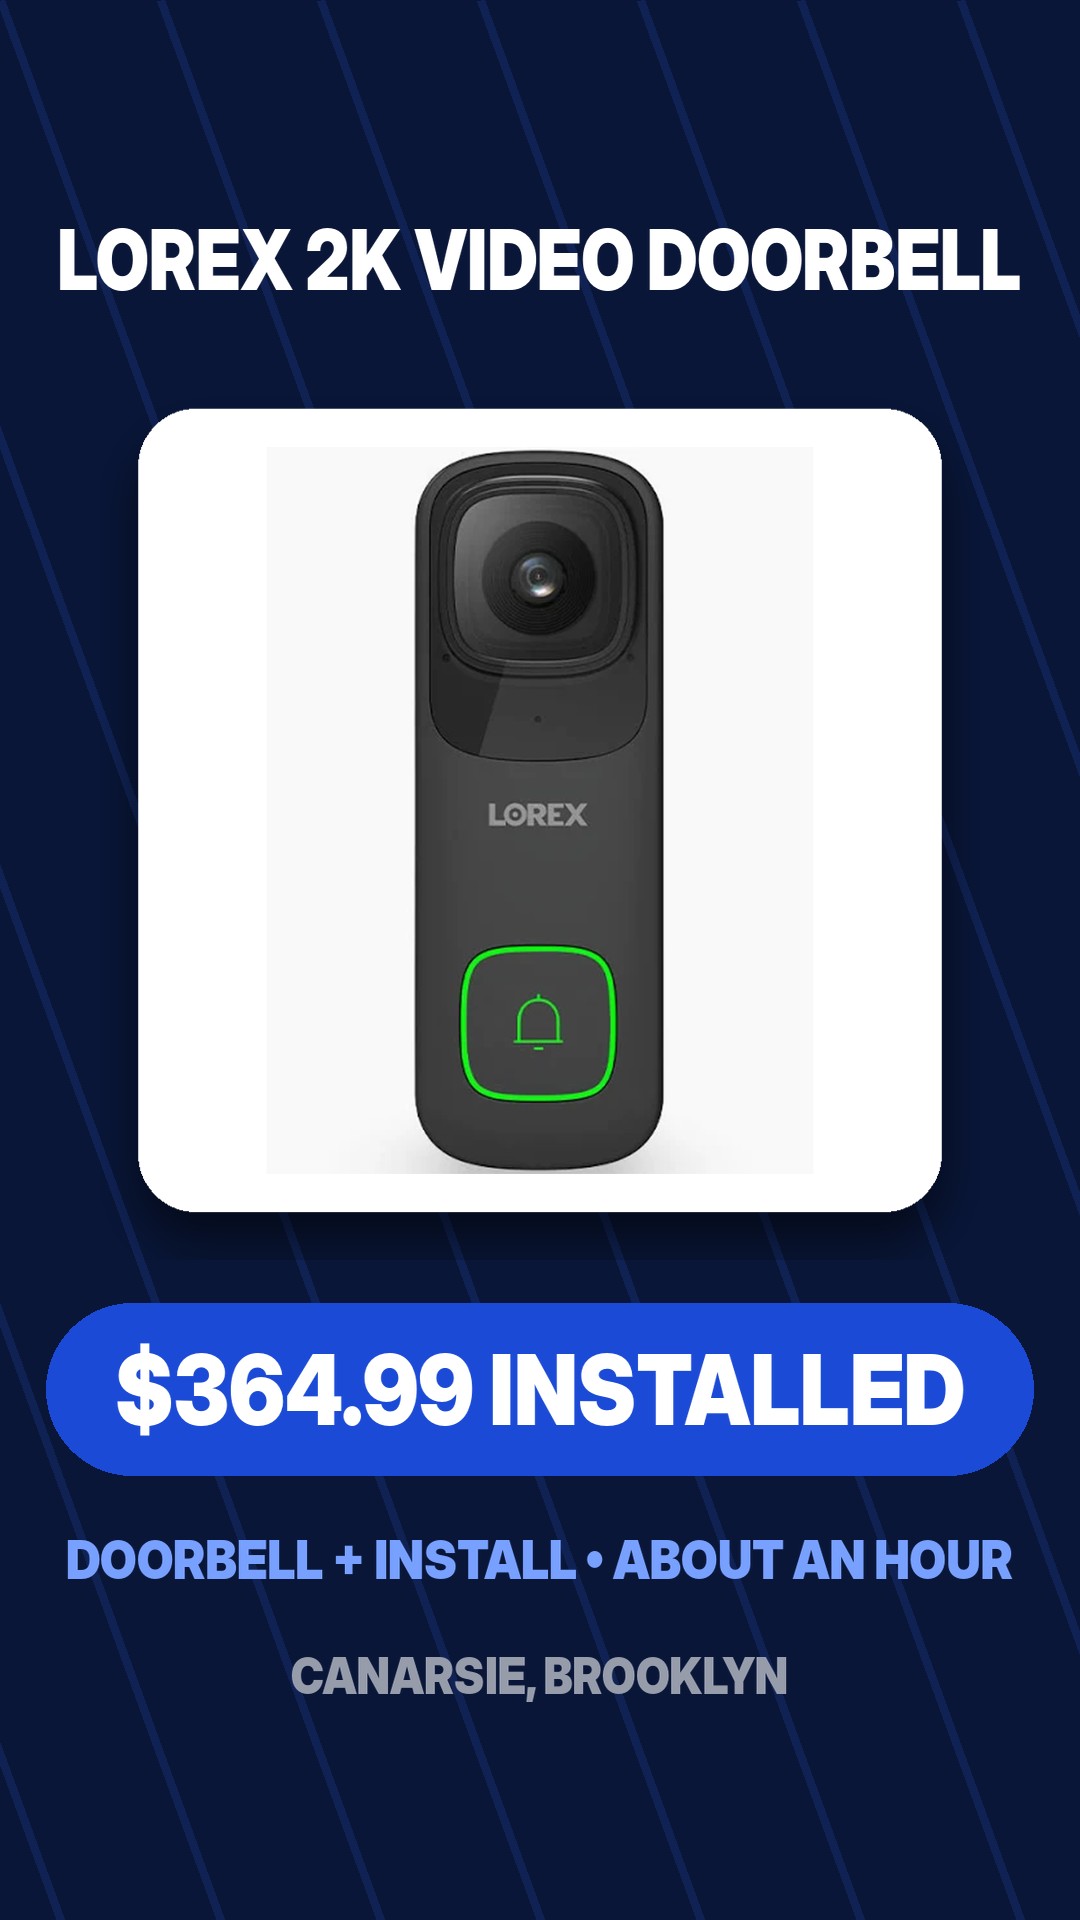 LOREX 2K VIDEO DOORBELL
LOREX
$364.99 INSTALLED
DOORBELL + INSTALL • ABOUT AN HOUR
CANARSIE, BROOKLYN